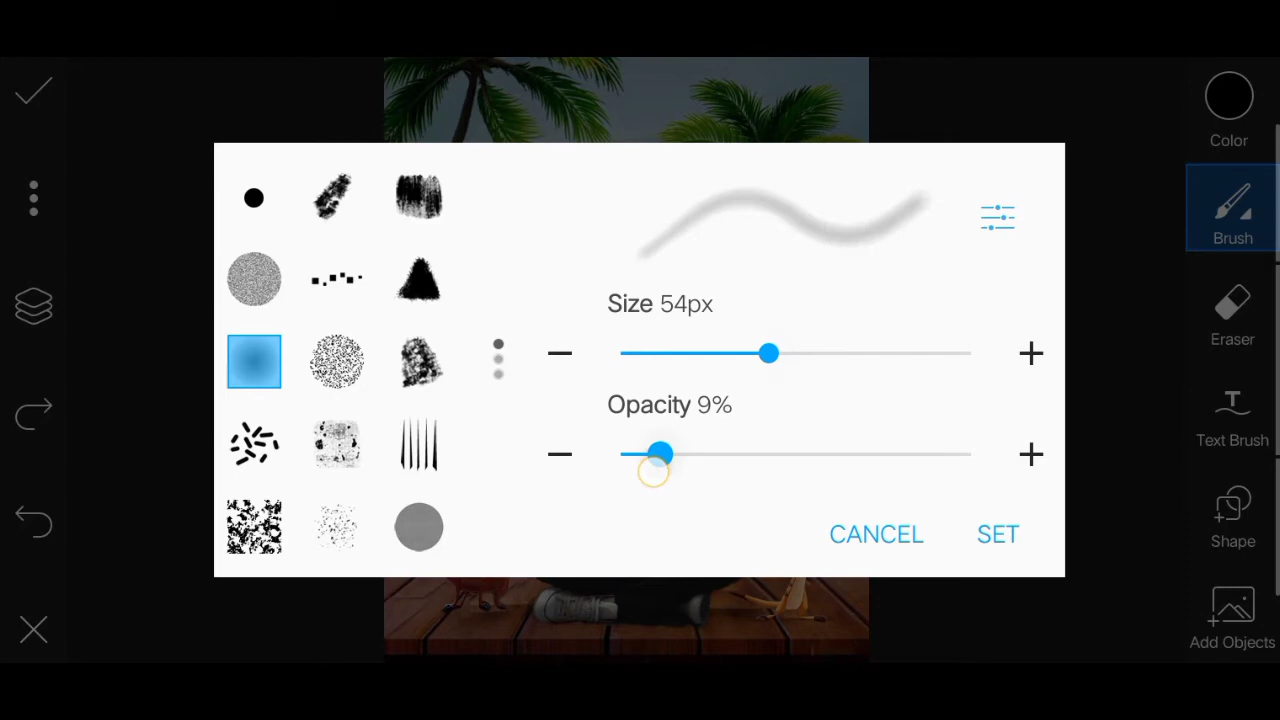 Color
Brush
Size 54px
Eraser
Opacity 9%
Text Brush
CANCEL SET
Shape
Add Objects